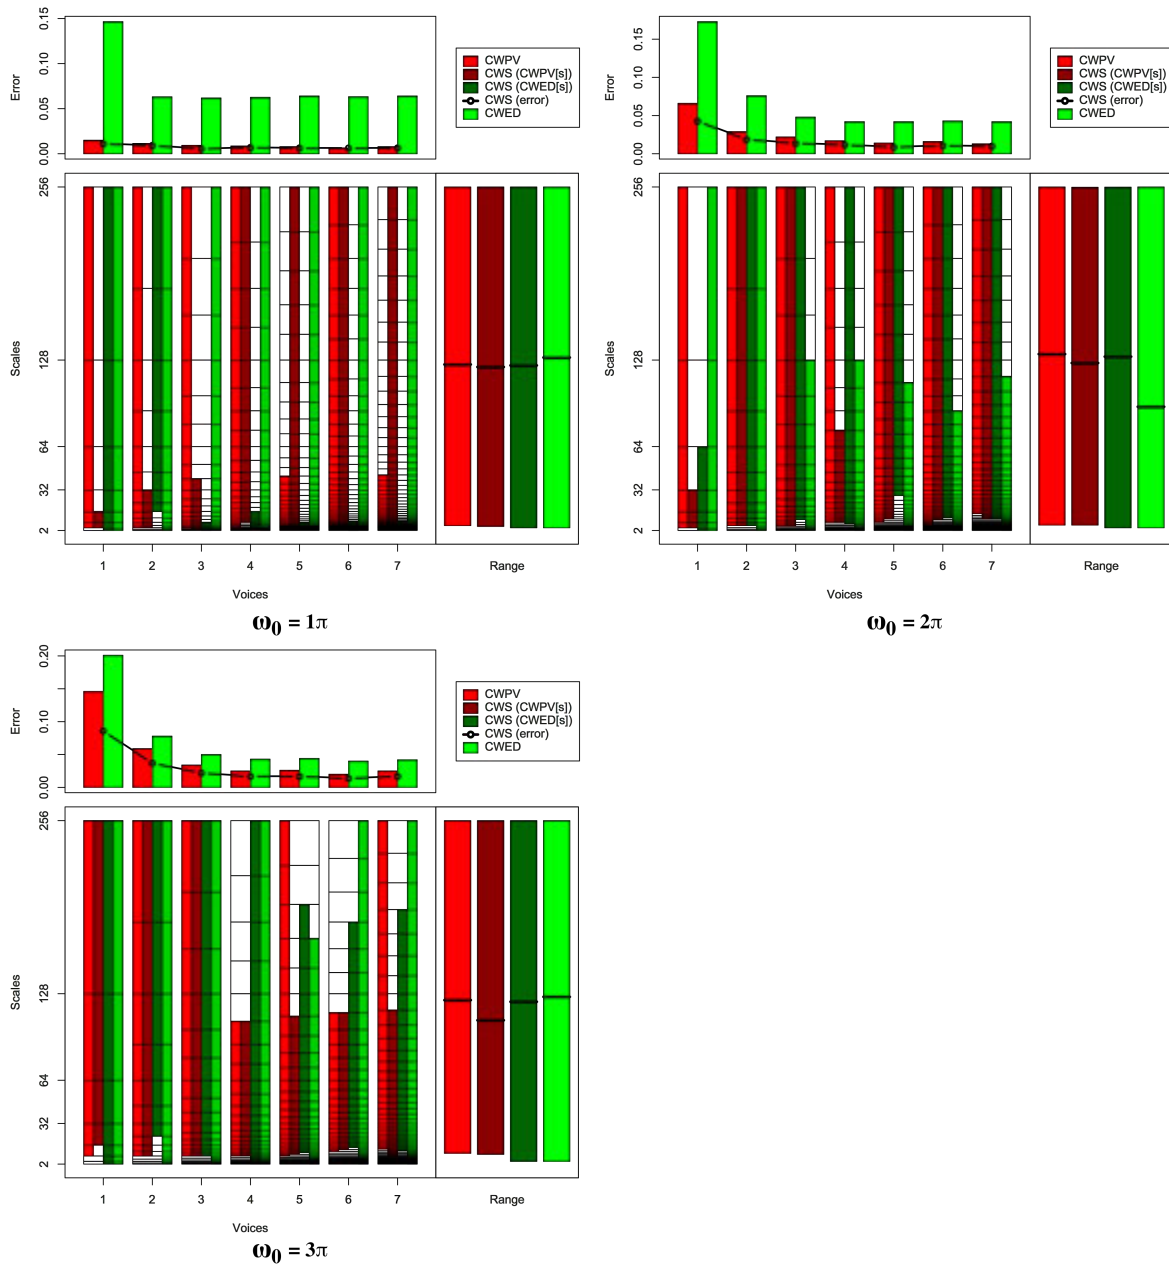 Error
0.00 0.05 0.10 0.15
CWPV
CWS (CWPV[s])
CWS (CWED[s])
CWS (error)
CWED
Scales
2 32 64 128 256
1 2 3 4 5 6 7
Range
Voices
ω0 = 1π
Error
0.00 0.05 0.10 0.15
CWPV
CWS (CWPV[s])
CWS (CWED[s])
CWS (error)
CWED
Scales
2 32 64 128 256
1 2 3 4 5 6 7
Range
Voices
ω0 = 2π
Error
0.00 0.10 0.20
CWPV
CWS (CWPV[s])
CWS (CWED[s])
CWS (error)
CWED
Scales
2 32 64 128 256
1 2 3 4 5 6 7
Range
Voices
ω0 = 3π